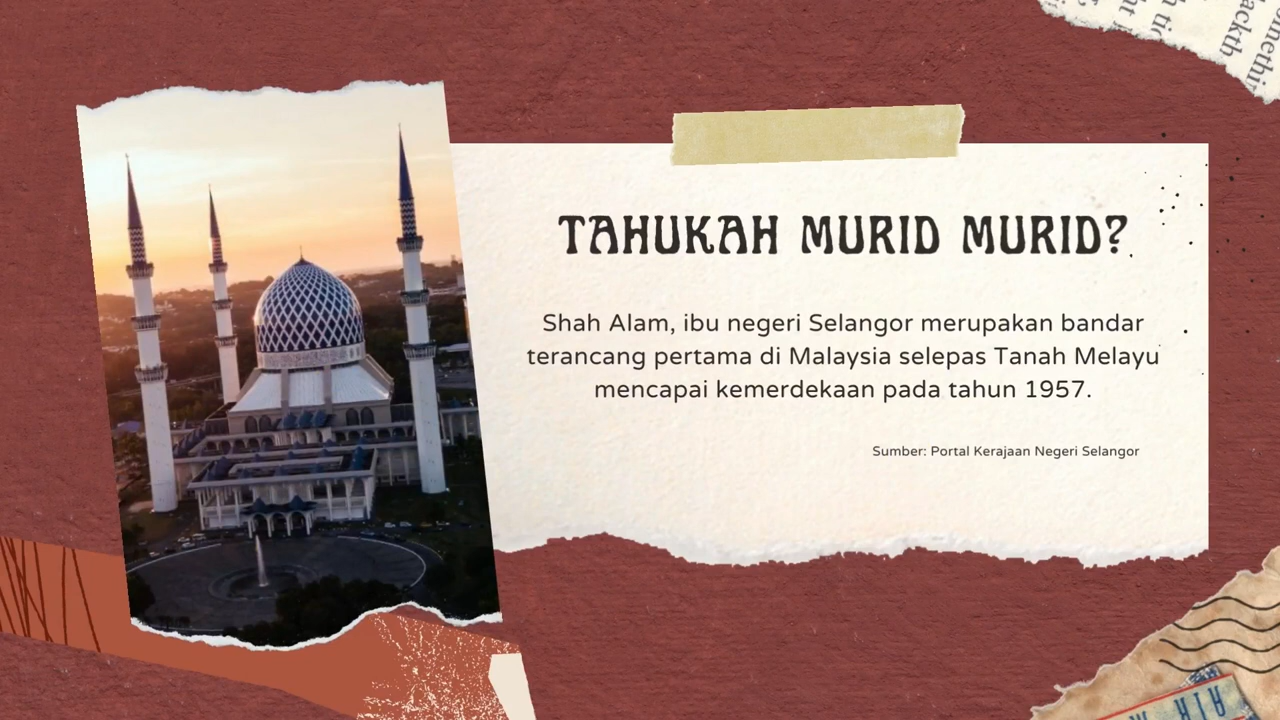 TAHUKAH MURID MURID?
Shah Alam, ibu negeri Selangor merupakan bandar
terancang pertama di Malaysia selepas Tanah Melayu
mencapai kemerdekaan pada tahun 1957.
Sumber: Portal Kerajaan Negeri Selangor